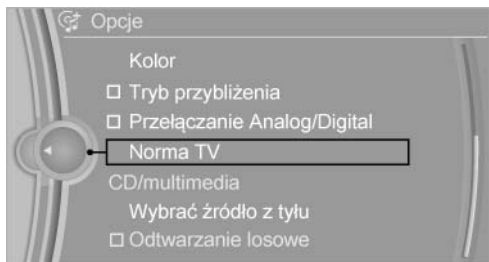 Opcje
Kolor
Tryb przybliżenia
Przełączanie Analog/Digital
Norma TV
CD/multimedia
Wybrać źródło z tyłu
Odtwarzanie losowe